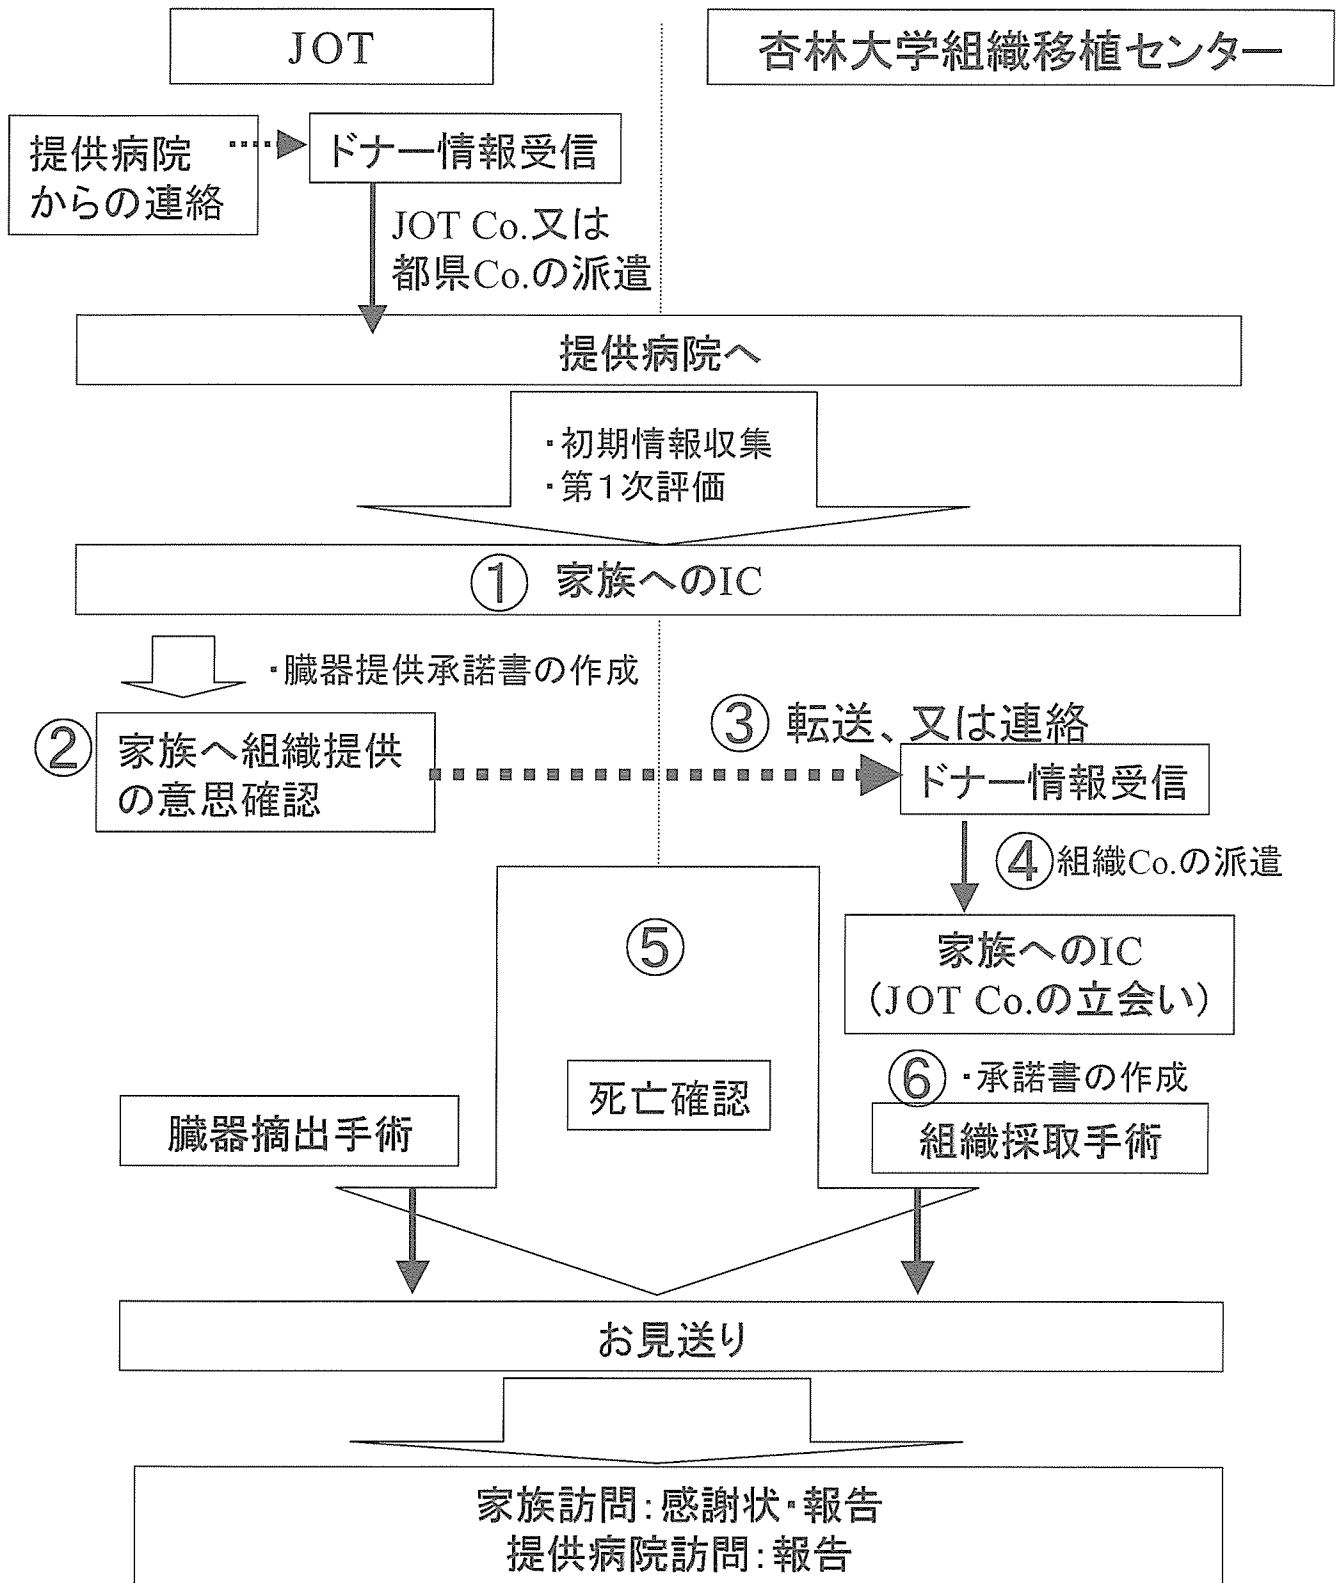 JOT
杏林大学組織移植センター
提供病院
からの連絡
ドナー情報受信
JOT Co.又は
都県Co.の派遣
提供病院へ
・初期情報収集
・第1次評価
① 家族へのIC
・臓器提供承諾書の作成
② 家族へ組織提供
の意思確認
③ 転送、又は連絡
ドナー情報受信
④組織Co.の派遣
⑤
家族へのIC
(JOT Co.の立会い)
死亡確認
⑥ ・承諾書の作成
臓器摘出手術
組織採取手術
お見送り
家族訪問:感謝状・報告
提供病院訪問:報告